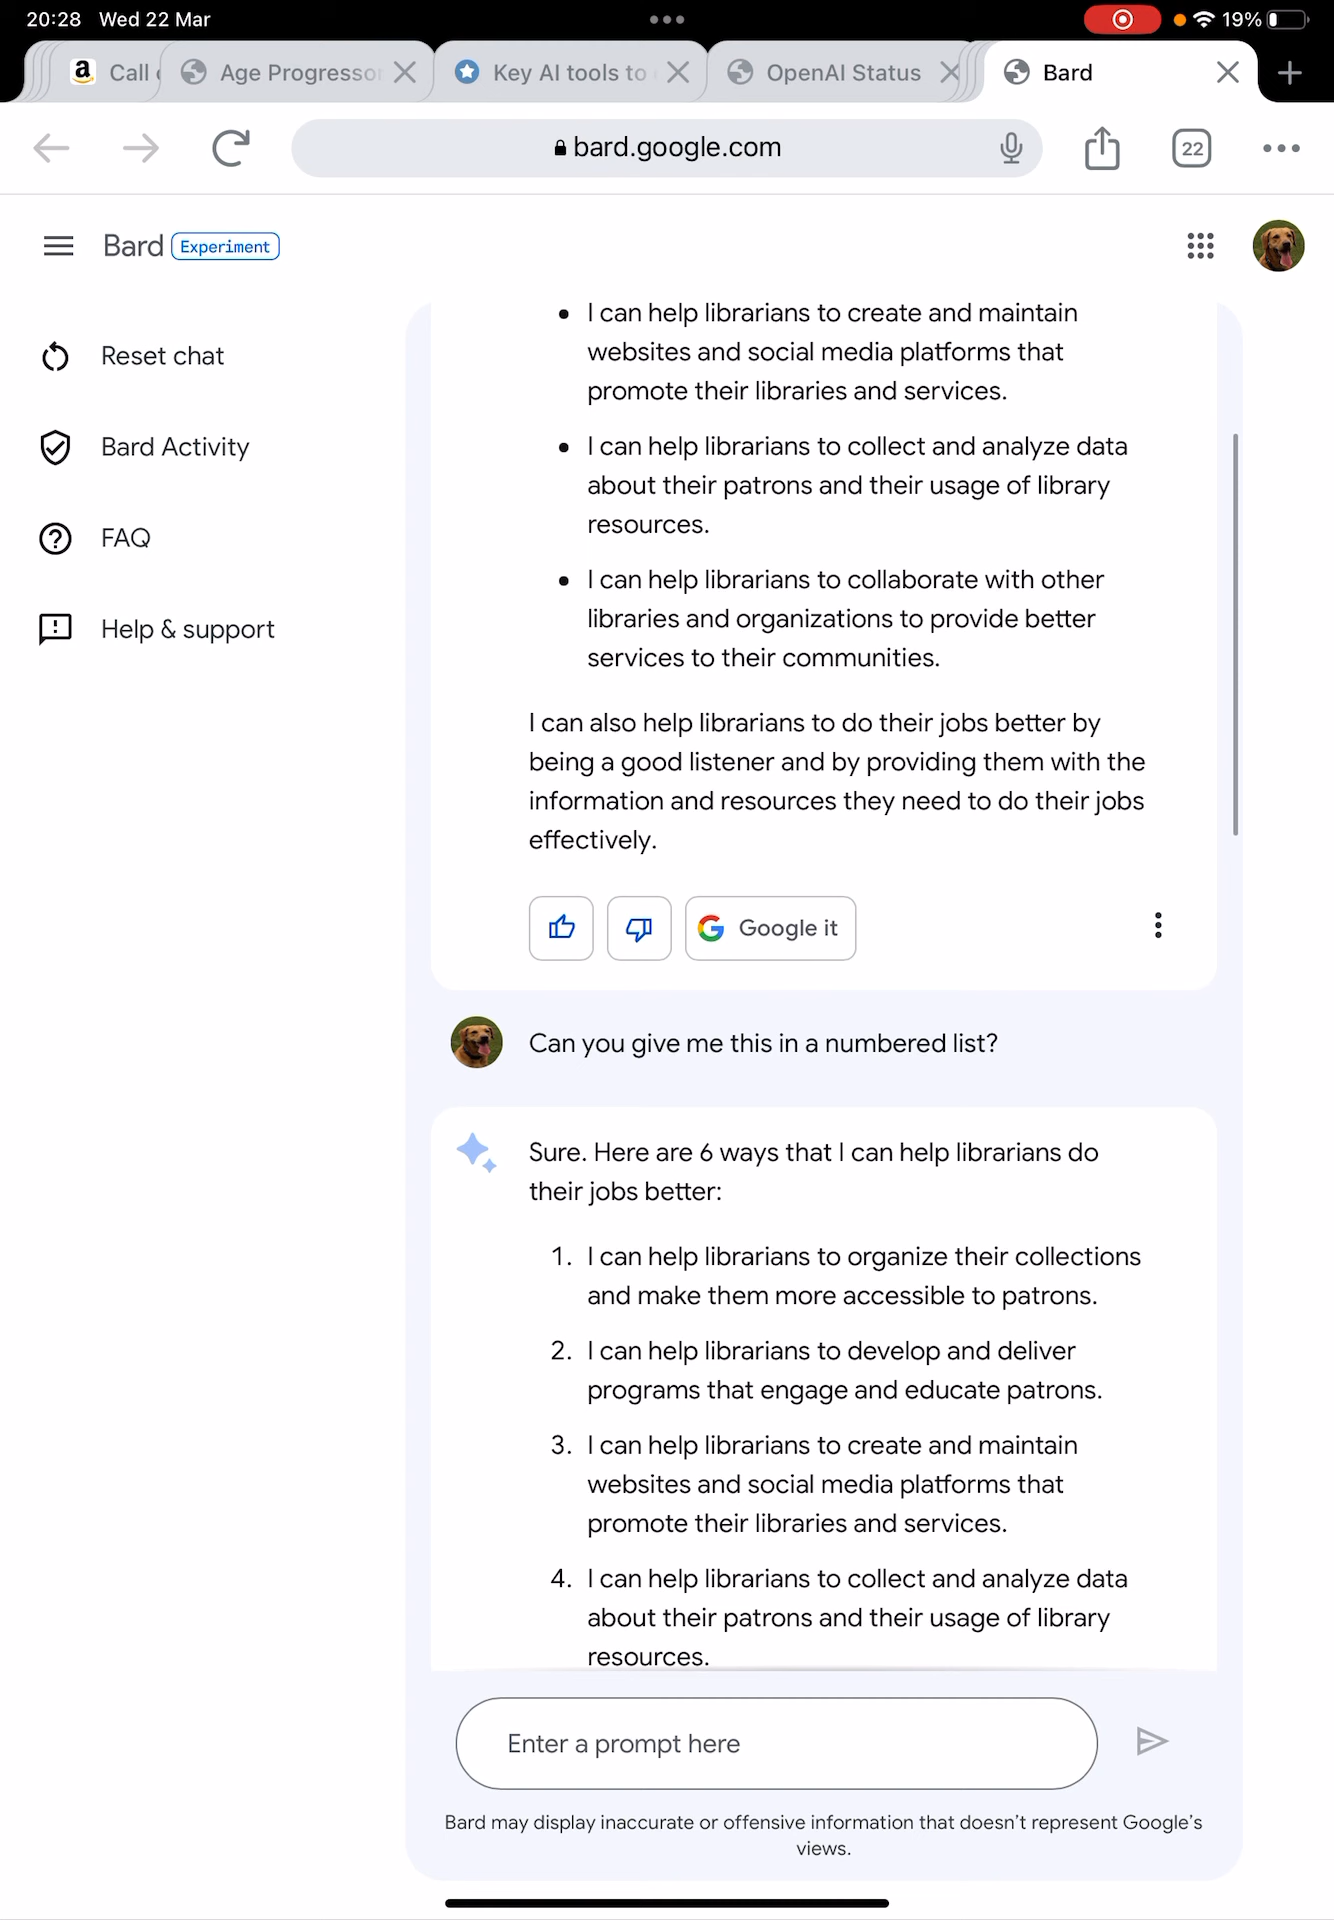 20:28 Wed 22 Mar
19%
Call
Age Progressor
Key AI tools to
OpenAI Status
Bard
bard.google.com
22
Bard Experiment
Reset chat
Bard Activity
FAQ
Help & support
• I can help librarians to create and maintain
websites and social media platforms that
promote their libraries and services.
• I can help librarians to collect and analyze data
about their patrons and their usage of library
resources.
• I can help librarians to collaborate with other
libraries and organizations to provide better
services to their communities.
I can also help librarians to do their jobs better by
being a good listener and by providing them with the
information and resources they need to do their jobs
effectively.
Google it
Can you give me this in a numbered list?
Sure. Here are 6 ways that I can help librarians do
their jobs better:
1. I can help librarians to organize their collections
and make them more accessible to patrons.
2. I can help librarians to develop and deliver
programs that engage and educate patrons.
3. I can help librarians to create and maintain
websites and social media platforms that
promote their libraries and services.
4. I can help librarians to collect and analyze data
about their patrons and their usage of library
resources.
Enter a prompt here
Bard may display inaccurate or offensive information that doesn't represent Google's
views.